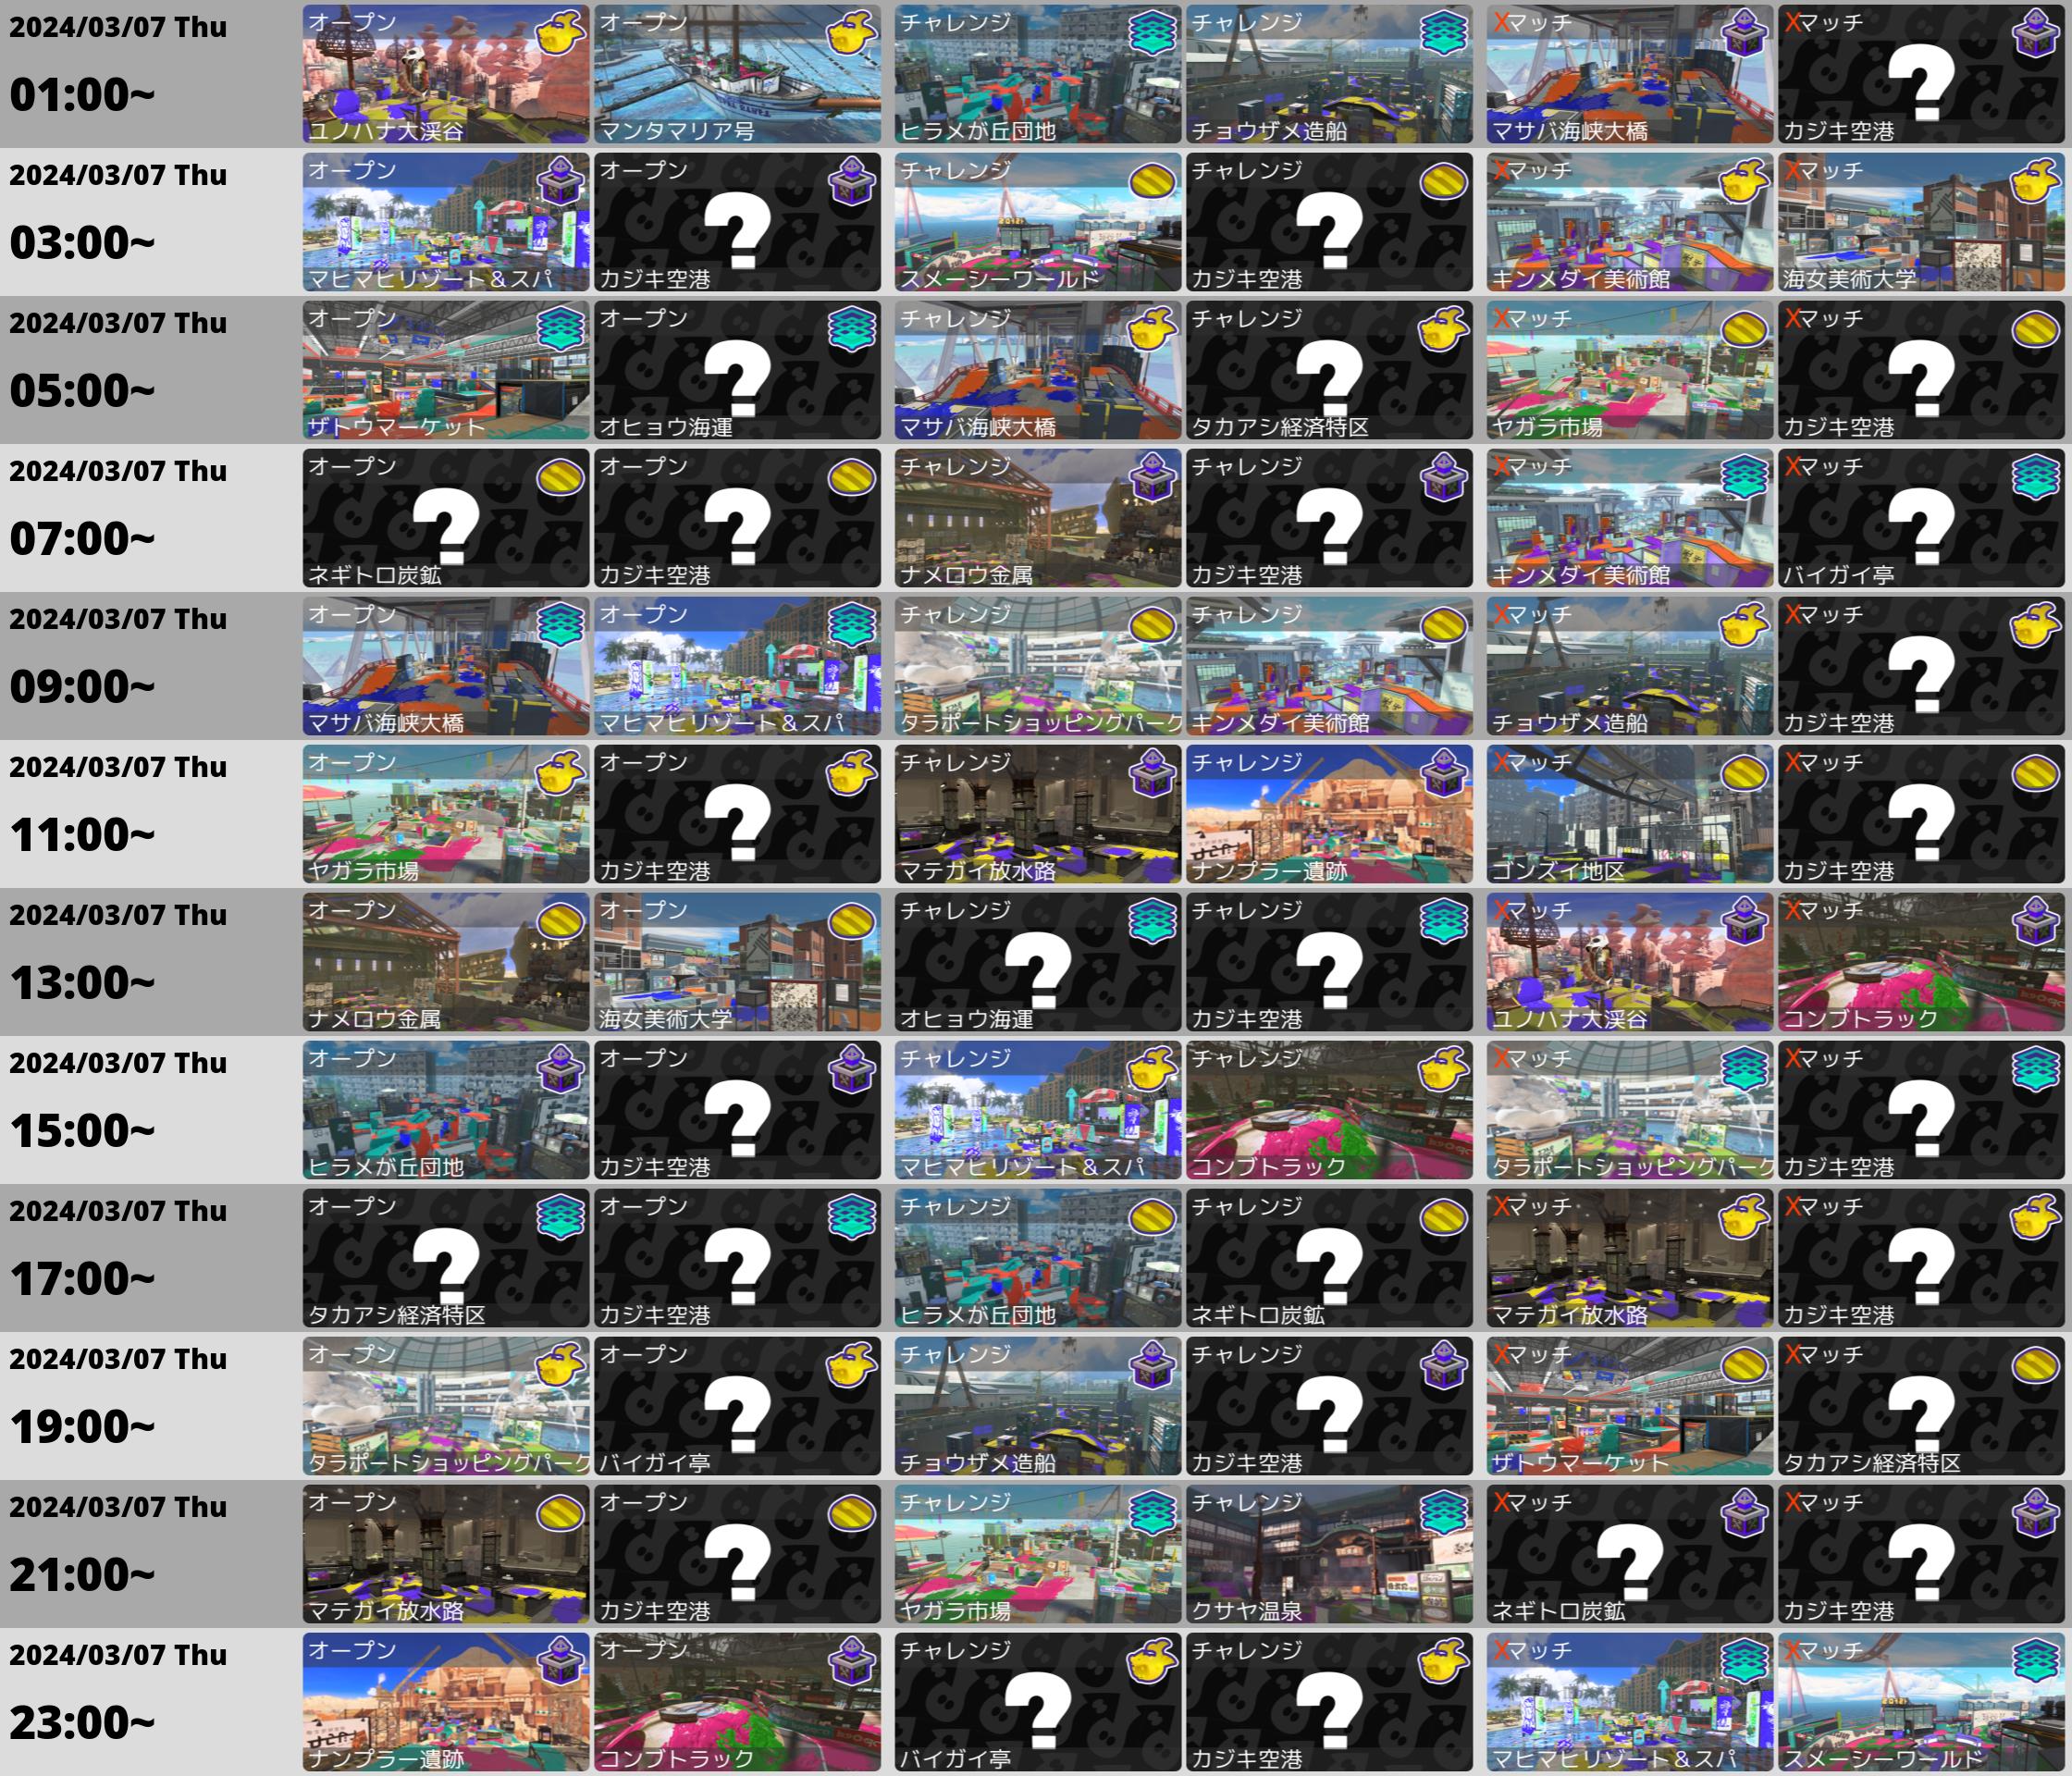 2024/03/07 Thu
01:00~
オープン
ユノハナ大渓谷
オープン
マンタマリア号
チャレンジ
ヒラメが丘団地
チャレンジ
チョウザメ造船
Xマッチ
マサバ海峡大橋
Xマッチ
カジキ空港
2024/03/07 Thu
03:00~
オープン
マヒマヒリゾート＆スパ
オープン
カジキ空港
チャレンジ
スメーシーワールド
チャレンジ
カジキ空港
Xマッチ
キンメダイ美術館
Xマッチ
海女美術大学
2024/03/07 Thu
05:00~
オープン
ザトウマーケット
オープン
オヒョウ海運
チャレンジ
マサバ海峡大橋
チャレンジ
タカアシ経済特区
Xマッチ
ヤガラ市場
Xマッチ
カジキ空港
2024/03/07 Thu
07:00~
オープン
ネギトロ炭鉱
オープン
カジキ空港
チャレンジ
ナメロウ金属
チャレンジ
カジキ空港
Xマッチ
キンメダイ美術館
Xマッチ
バイガイ亭
2024/03/07 Thu
09:00~
オープン
マサバ海峡大橋
オープン
マヒマヒリゾート＆スパ
チャレンジ
タラポートショッピングパーク
チャレンジ
キンメダイ美術館
Xマッチ
チョウザメ造船
Xマッチ
カジキ空港
2024/03/07 Thu
11:00~
オープン
ヤガラ市場
オープン
カジキ空港
チャレンジ
マテガイ放水路
チャレンジ
ナンプラー遺跡
Xマッチ
ゴンズイ地区
Xマッチ
カジキ空港
2024/03/07 Thu
13:00~
オープン
ナメロウ金属
オープン
海女美術大学
チャレンジ
オヒョウ海運
チャレンジ
カジキ空港
Xマッチ
ユノハナ大渓谷
Xマッチ
コンブトラック
2024/03/07 Thu
15:00~
オープン
ヒラメが丘団地
オープン
カジキ空港
チャレンジ
マヒマヒリゾート＆スパ
チャレンジ
コンブトラック
Xマッチ
タラポートショッピングパーク
Xマッチ
カジキ空港
2024/03/07 Thu
17:00~
オープン
タカアシ経済特区
オープン
カジキ空港
チャレンジ
ヒラメが丘団地
チャレンジ
ネギトロ炭鉱
Xマッチ
マテガイ放水路
Xマッチ
カジキ空港
2024/03/07 Thu
19:00~
オープン
タラポートショッピングパーク
オープン
バイガイ亭
チャレンジ
チョウザメ造船
チャレンジ
カジキ空港
Xマッチ
ザトウマーケット
Xマッチ
タカアシ経済特区
2024/03/07 Thu
21:00~
オープン
マテガイ放水路
オープン
カジキ空港
チャレンジ
ヤガラ市場
チャレンジ
クサヤ温泉
Xマッチ
ネギトロ炭鉱
Xマッチ
カジキ空港
2024/03/07 Thu
23:00~
オープン
ナンプラー遺跡
オープン
コンブトラック
チャレンジ
バイガイ亭
チャレンジ
カジキ空港
Xマッチ
マヒマヒリゾート＆スパ
Xマッチ
スメーシーワールド